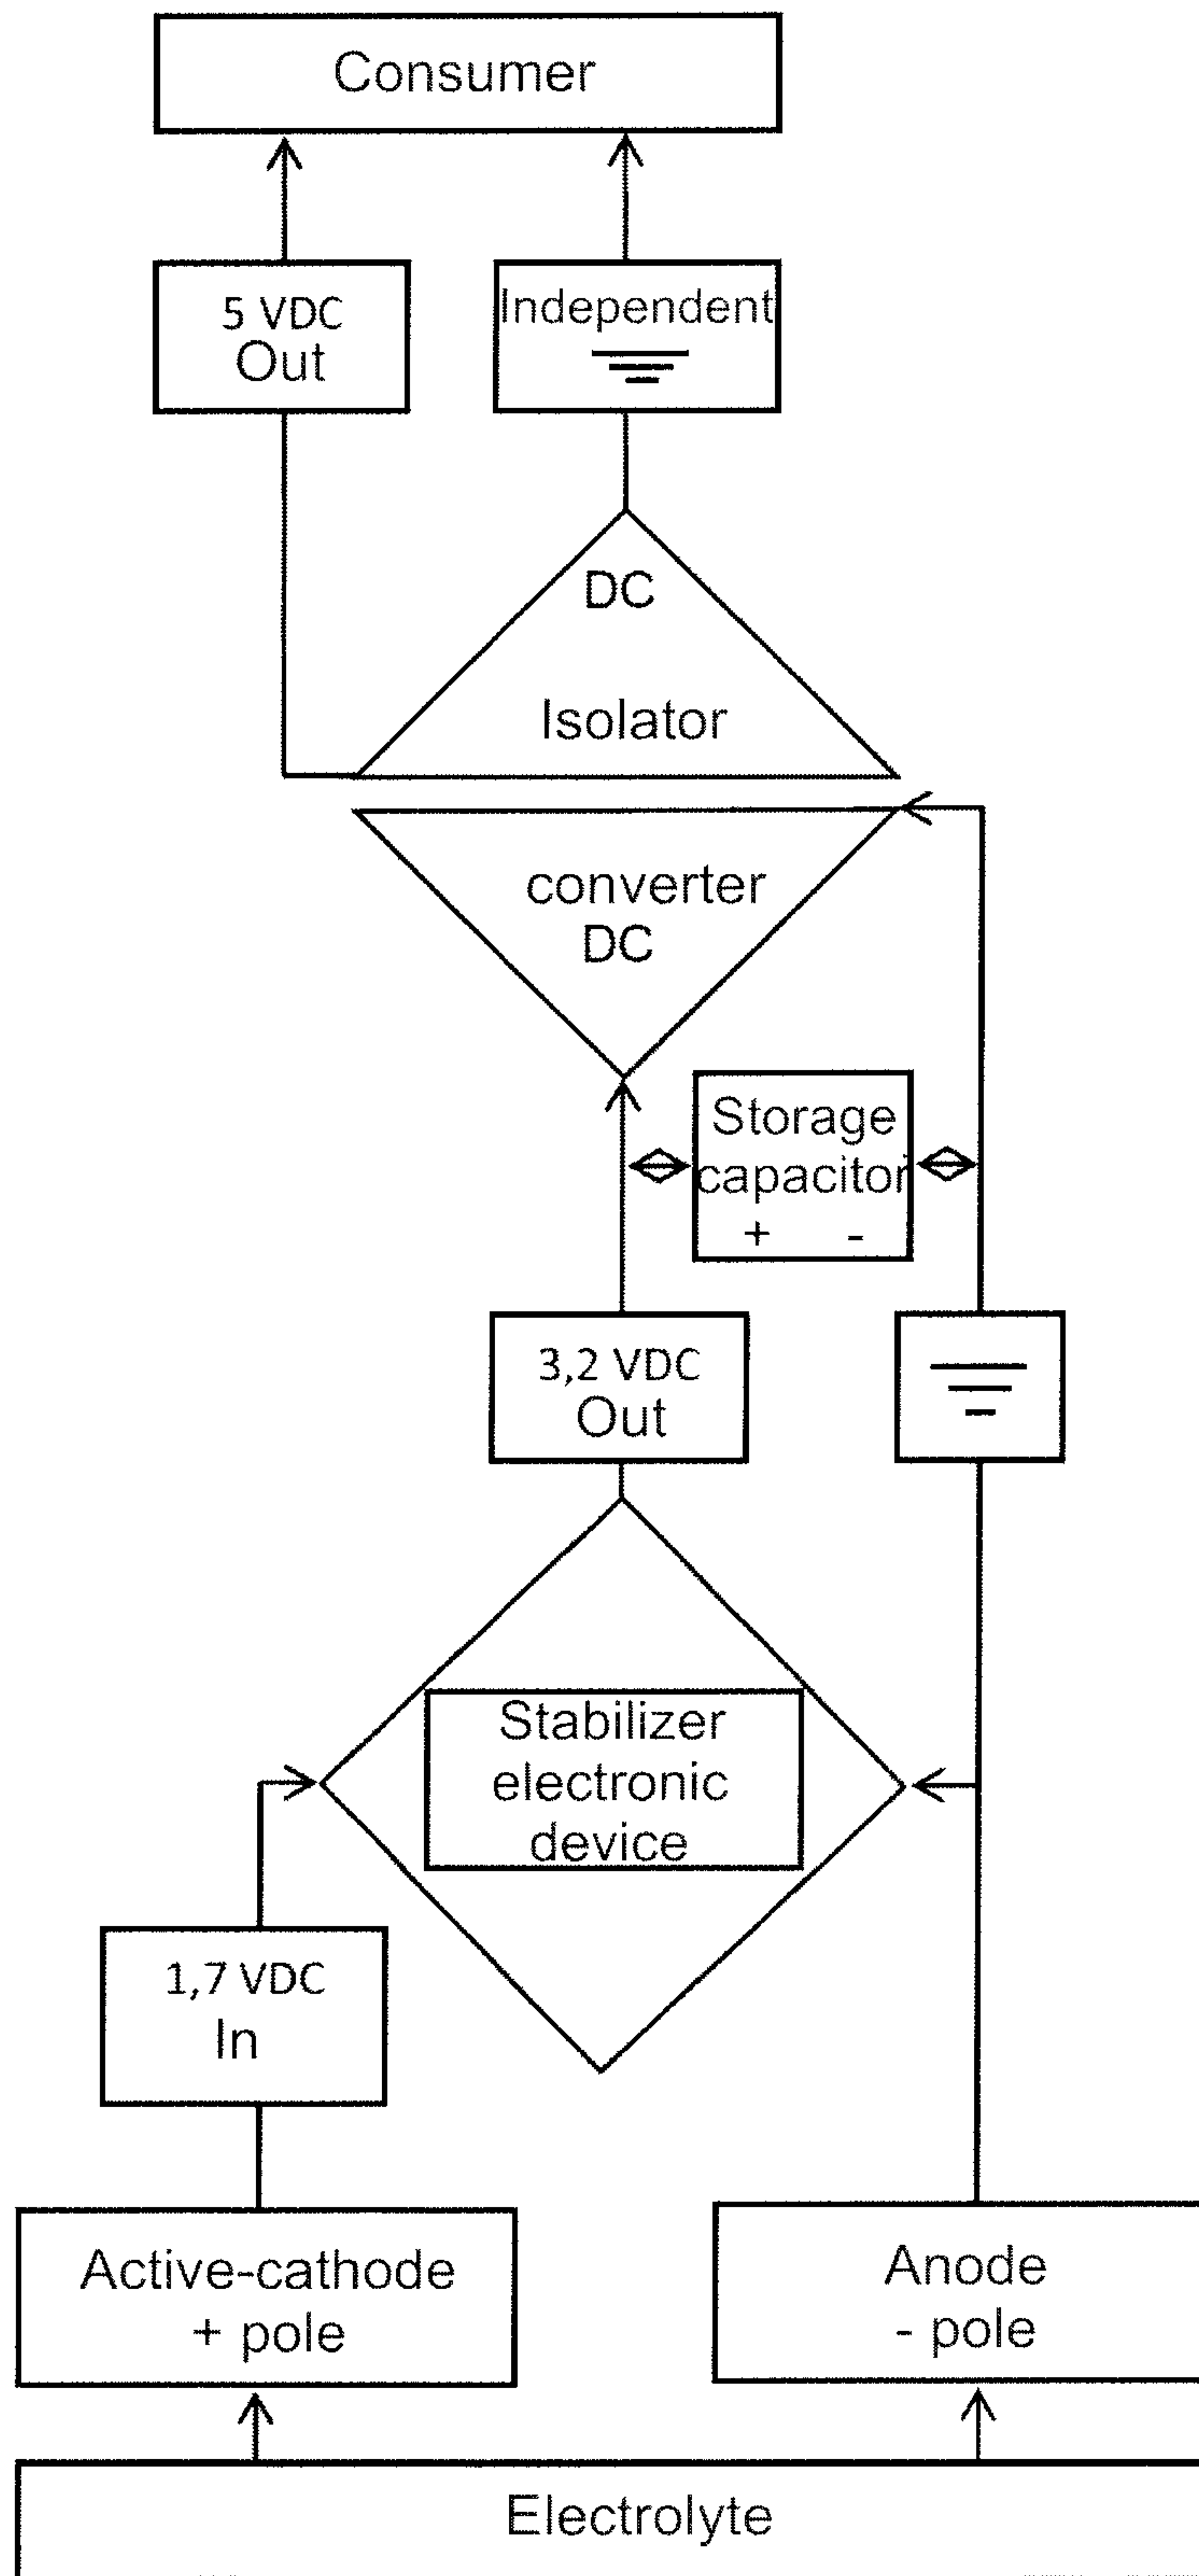 Consumer
5 VDC
Out
Independent
DC
Isolator
converter
DC
Storage
capacitor
+ -
3,2 VDC
Out
Stabilizer
electronic
device
1,7 VDC
In
Active-cathode
+ pole
Anode
- pole
Electrolyte